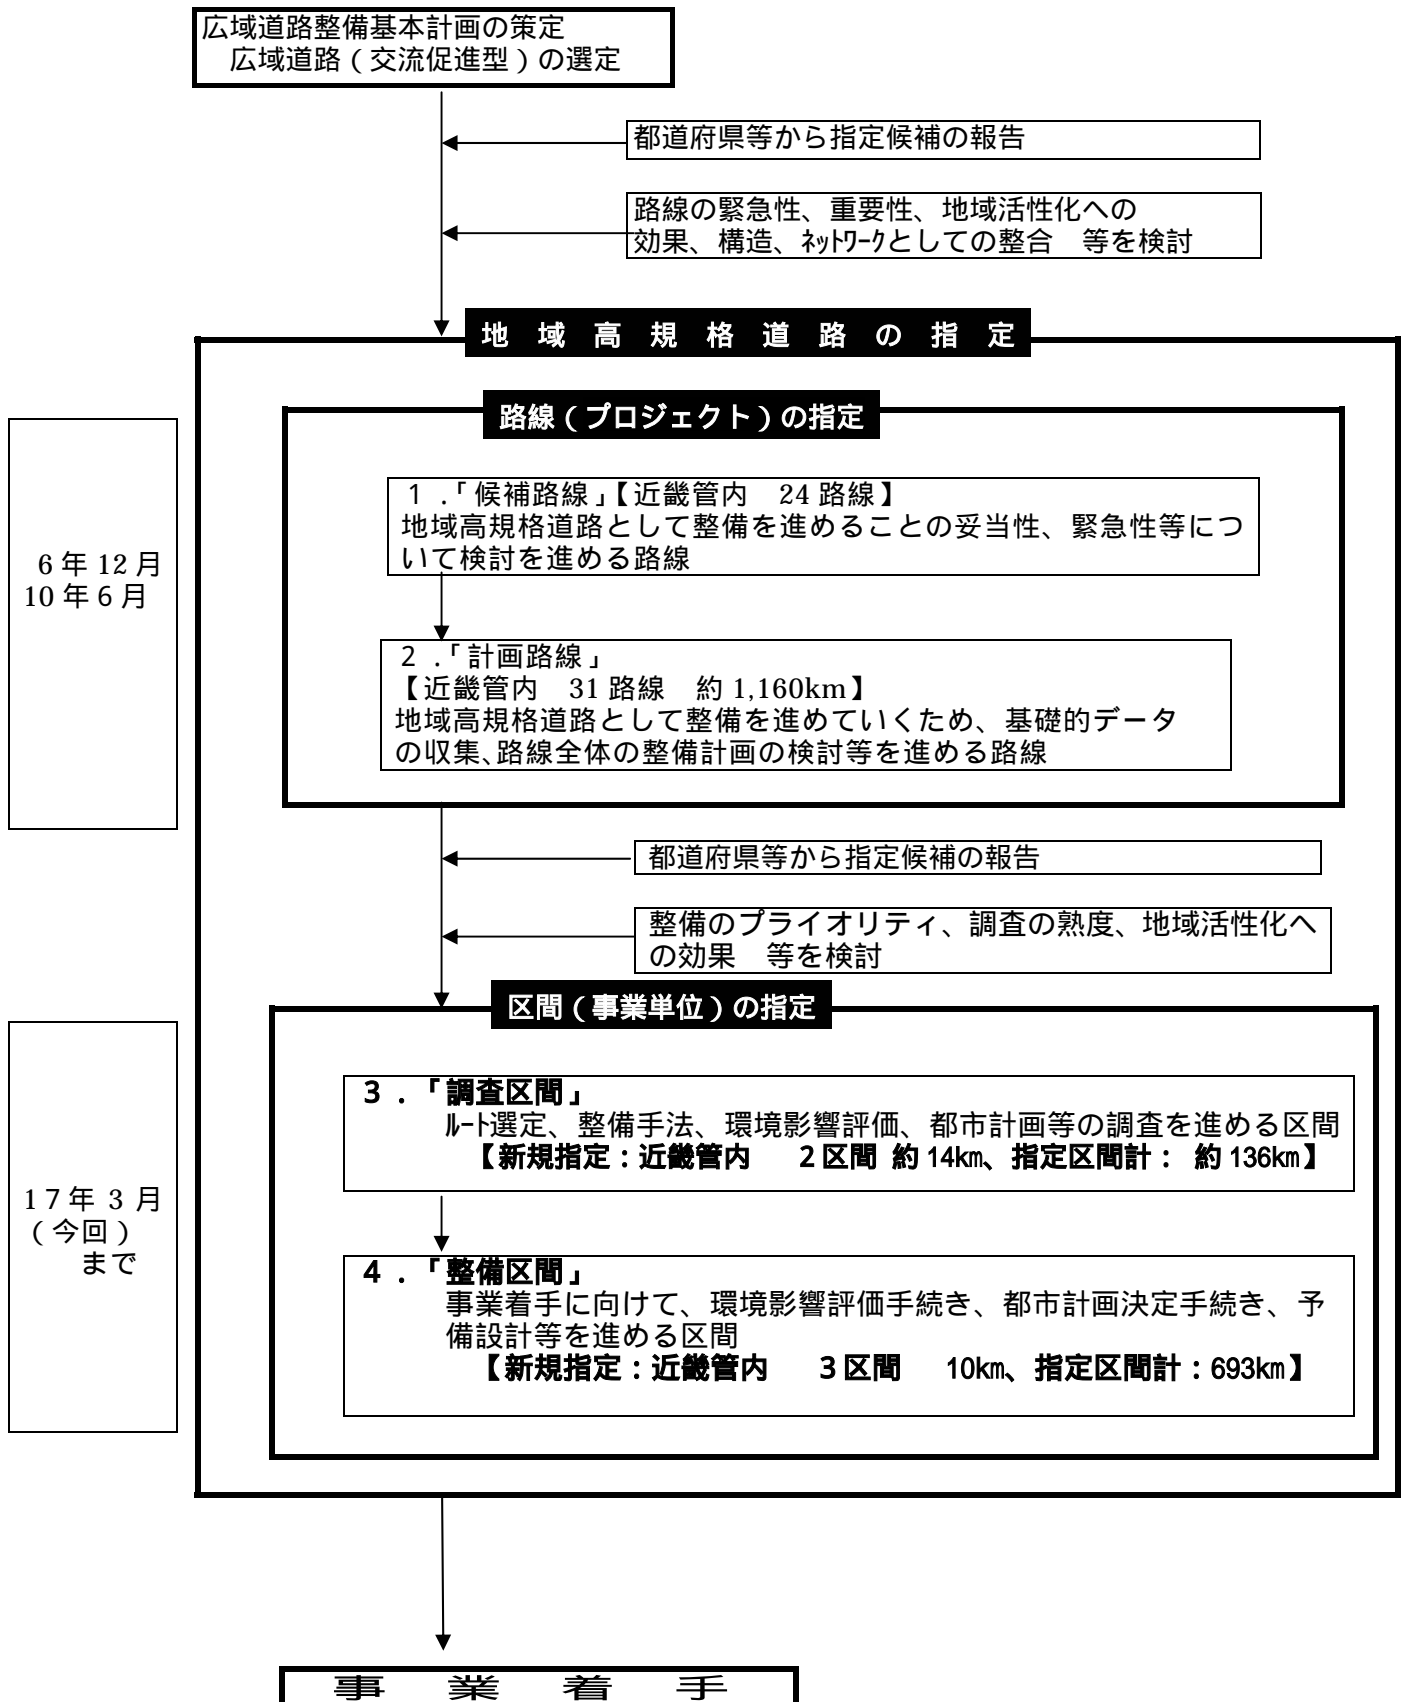 広域道路整備基本計画の策定
広域道路（交流促進型）の選定
都道府県等から指定候補の報告
路線の緊急性、重要性、地域活性化への
効果、構造、ﾈｯﾄﾜｰｸとしての整合　等を検討
地　域　高　規　格　道　路　の　指　定
路線（プロジェクト）の指定
6年12月
10年６月
１．「候補路線」【近畿管内　24路線】
地域高規格道路として整備を進めることの妥当性、緊急性等につ
いて検討を進める路線
２．「計画路線」
【近畿管内　31路線　約1,160km】
地域高規格道路として整備を進めていくため、基礎的データ
の収集、路線全体の整備計画の検討等を進める路線
都道府県等から指定候補の報告
整備のプライオリティ、調査の熟度、地域活性化へ
の効果　等を検討
区間（事業単位）の指定
1７年 3 月
（今回）
まで
３．「調査区間」
ﾙｰﾄ選定、整備手法、環境影響評価、都市計画等の調査を進める区間
【新規指定：近畿管内　２区間 約14km、指定区間計： 約136km】
４．「整備区間」
事業着手に向けて、環境影響評価手続き、都市計画決定手続き、予
備設計等を進める区間
【新規指定：近畿管内　３区間　10km、指定区間計：693km】
事　業　着　手